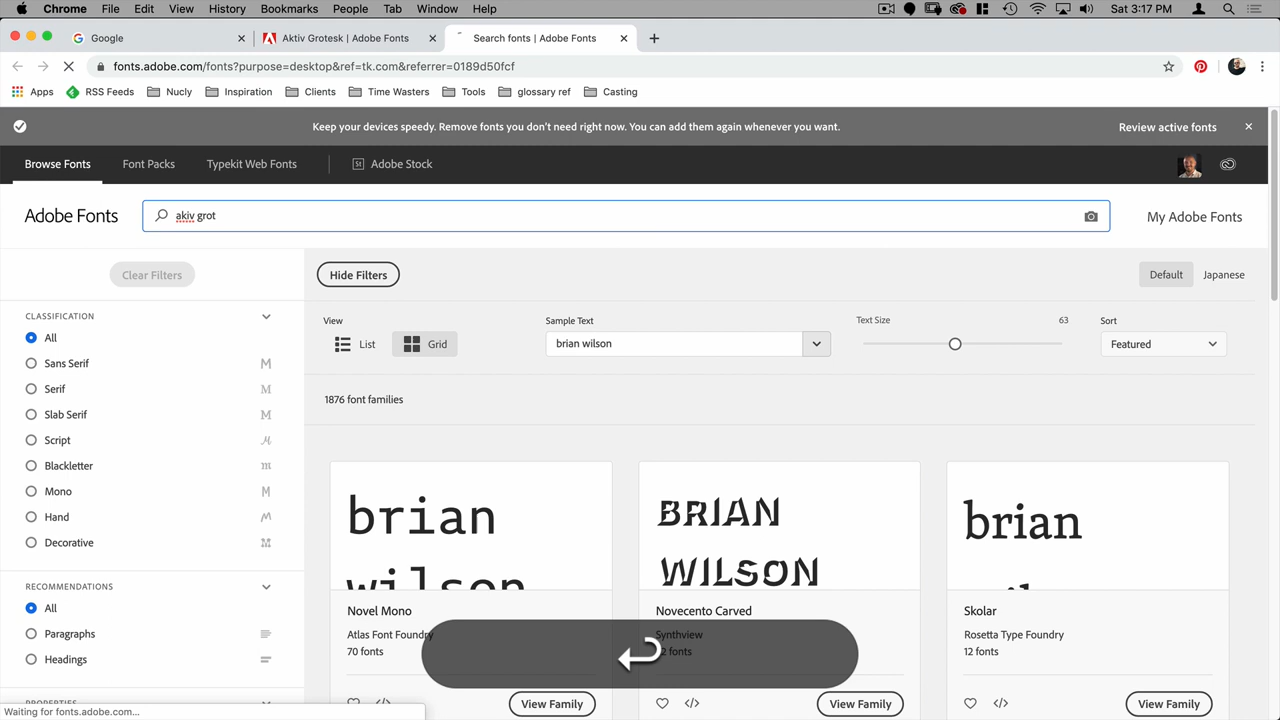 Chrome File Edit View History Bookmarks People Tab Window Help Sat 3:17 PM
Google Aktiv Grotesk | Adobe Fonts Search fonts | Adobe Fonts
fonts.adobe.com/fonts?purpose=desktop&ref=tk.com&referrer=0189d50fcf
Apps RSS Feeds Nucly Inspiration Clients Time Wasters Tools glossary ref Casting
Keep your devices speedy. Remove fonts you don't need right now. You can add them again whenever you want. Review active fonts
Browse Fonts Font Packs Typekit Web Fonts St Adobe Stock
Adobe Fonts akiv grot My Adobe Fonts
Clear Filters Hide Filters Default Japanese
CLASSIFICATION
All
Sans Serif M
Serif M
Slab Serif M
Script M
Blackletter m
Mono M
Hand M
Decorative M
RECOMMENDATIONS
All
Paragraphs
Headings
PROPERTIES
View Sample Text Text Size 63 Sort
List Grid brian wilson Featured
1876 font families
brian
wilson
Novel Mono
Atlas Font Foundry
70 fonts
View Family
BRIAN
WILSON
Novecento Carved
Synthview
fonts
View Family
brian
Skolar
Rosetta Type Foundry
12 fonts
View Family
Waiting for fonts.adobe.com...